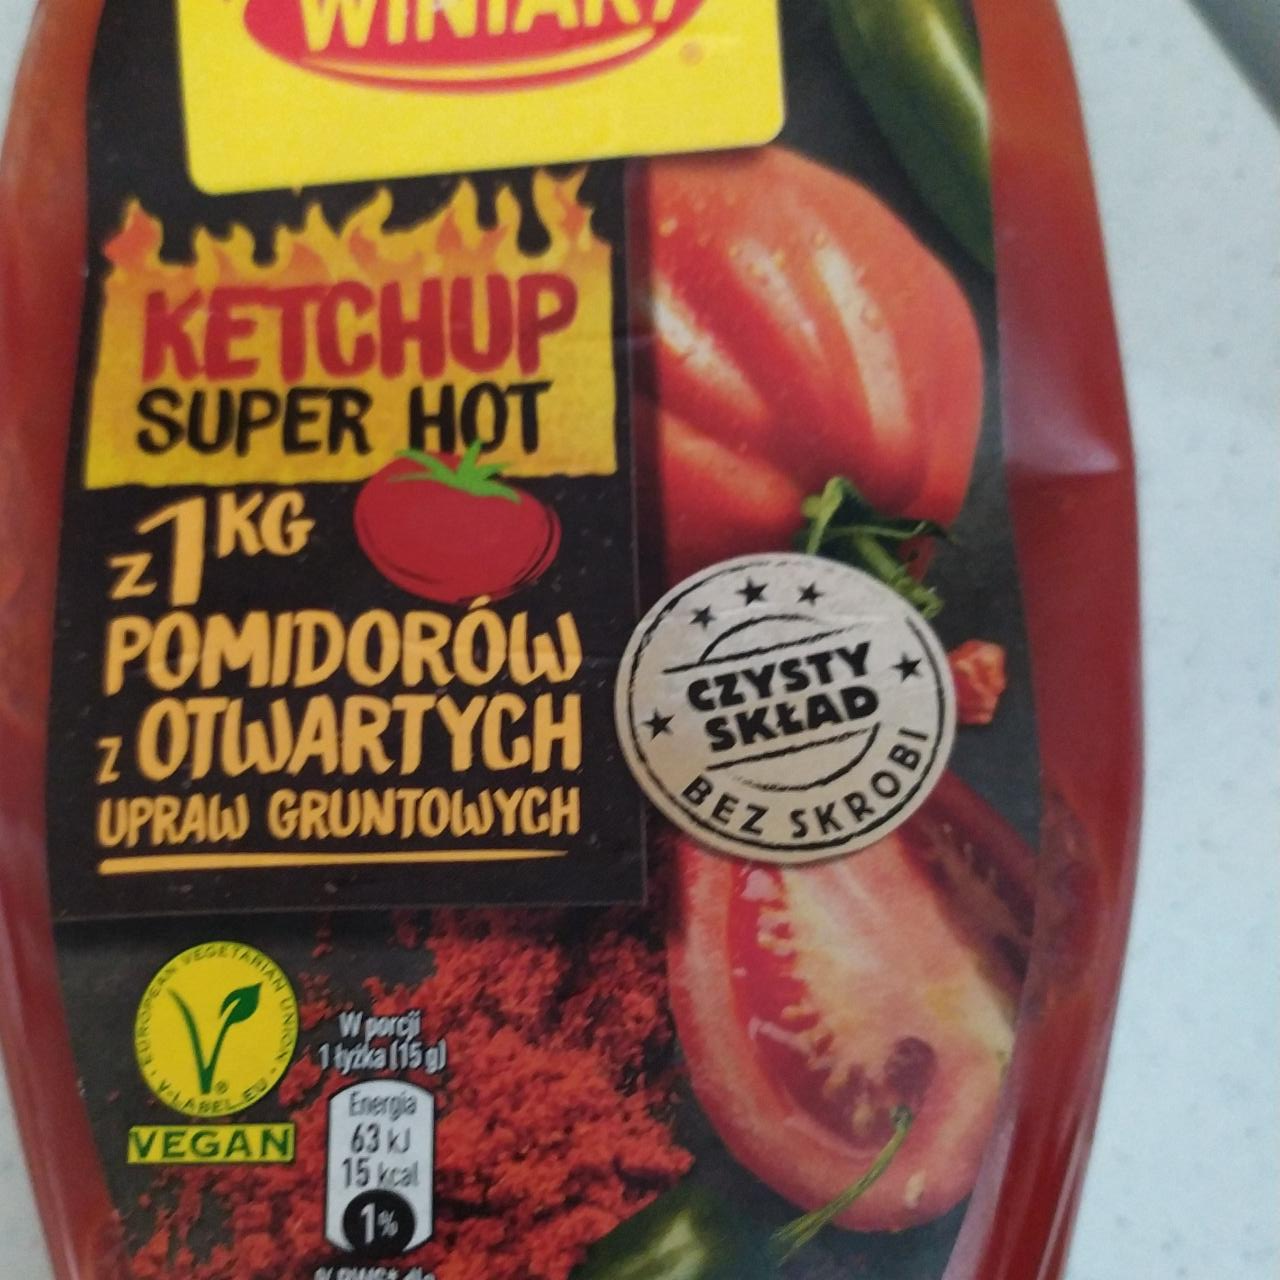 WINIARY
KETCHUP
SUPER HOT
z 1 KG
POMIDORÓW
z OTWARTYCH
UPRAW GRUNTOWYCH
CZYSTY
SKŁAD
BEZ SKROBI
EUROPEAN VEGETARIAN UNION
V-LABEL.EU
VEGAN
W porcji
1 łyżka (15 g)
Energia
63 kJ
15 kcal
1%